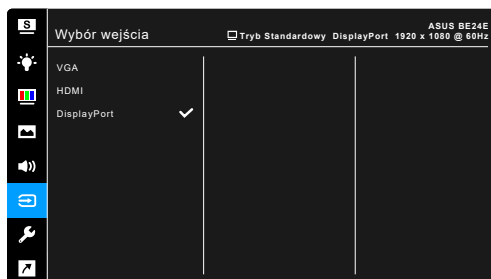 S
ASUS BE24E
Wybór wejścia
Tryb Standardowy DisplayPort 1920 x 1080 @ 60Hz
VGA
HDMI
DisplayPort